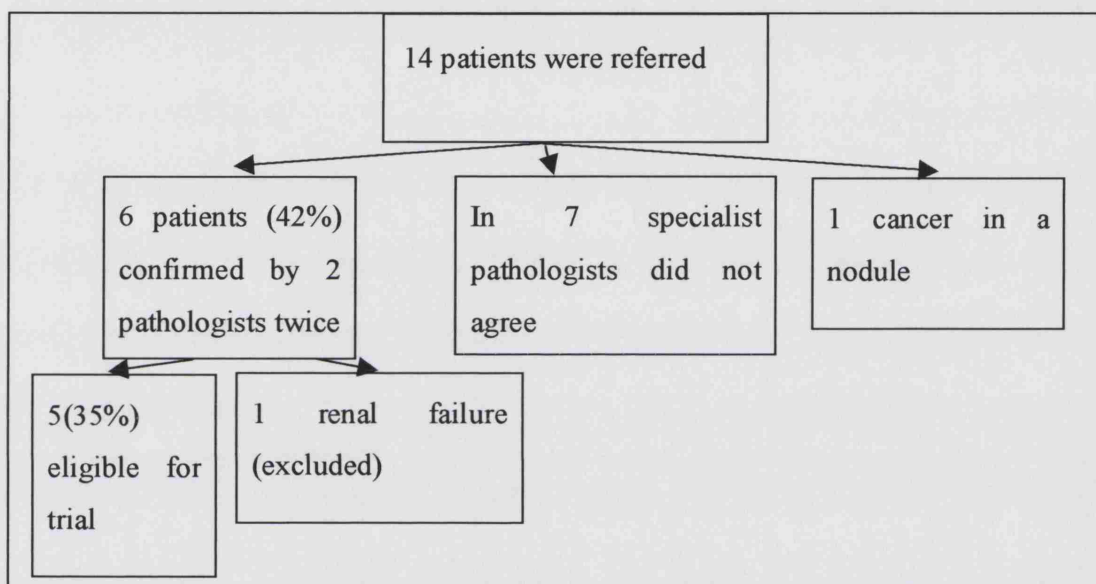 14 patients were referred
6 patients (42%)
confirmed by 2
pathologists twice
In 7 specialist
pathologists did not
agree
1 cancer in a
nodule
5(35%)
eligible for
trial
1 renal failure
(excluded)